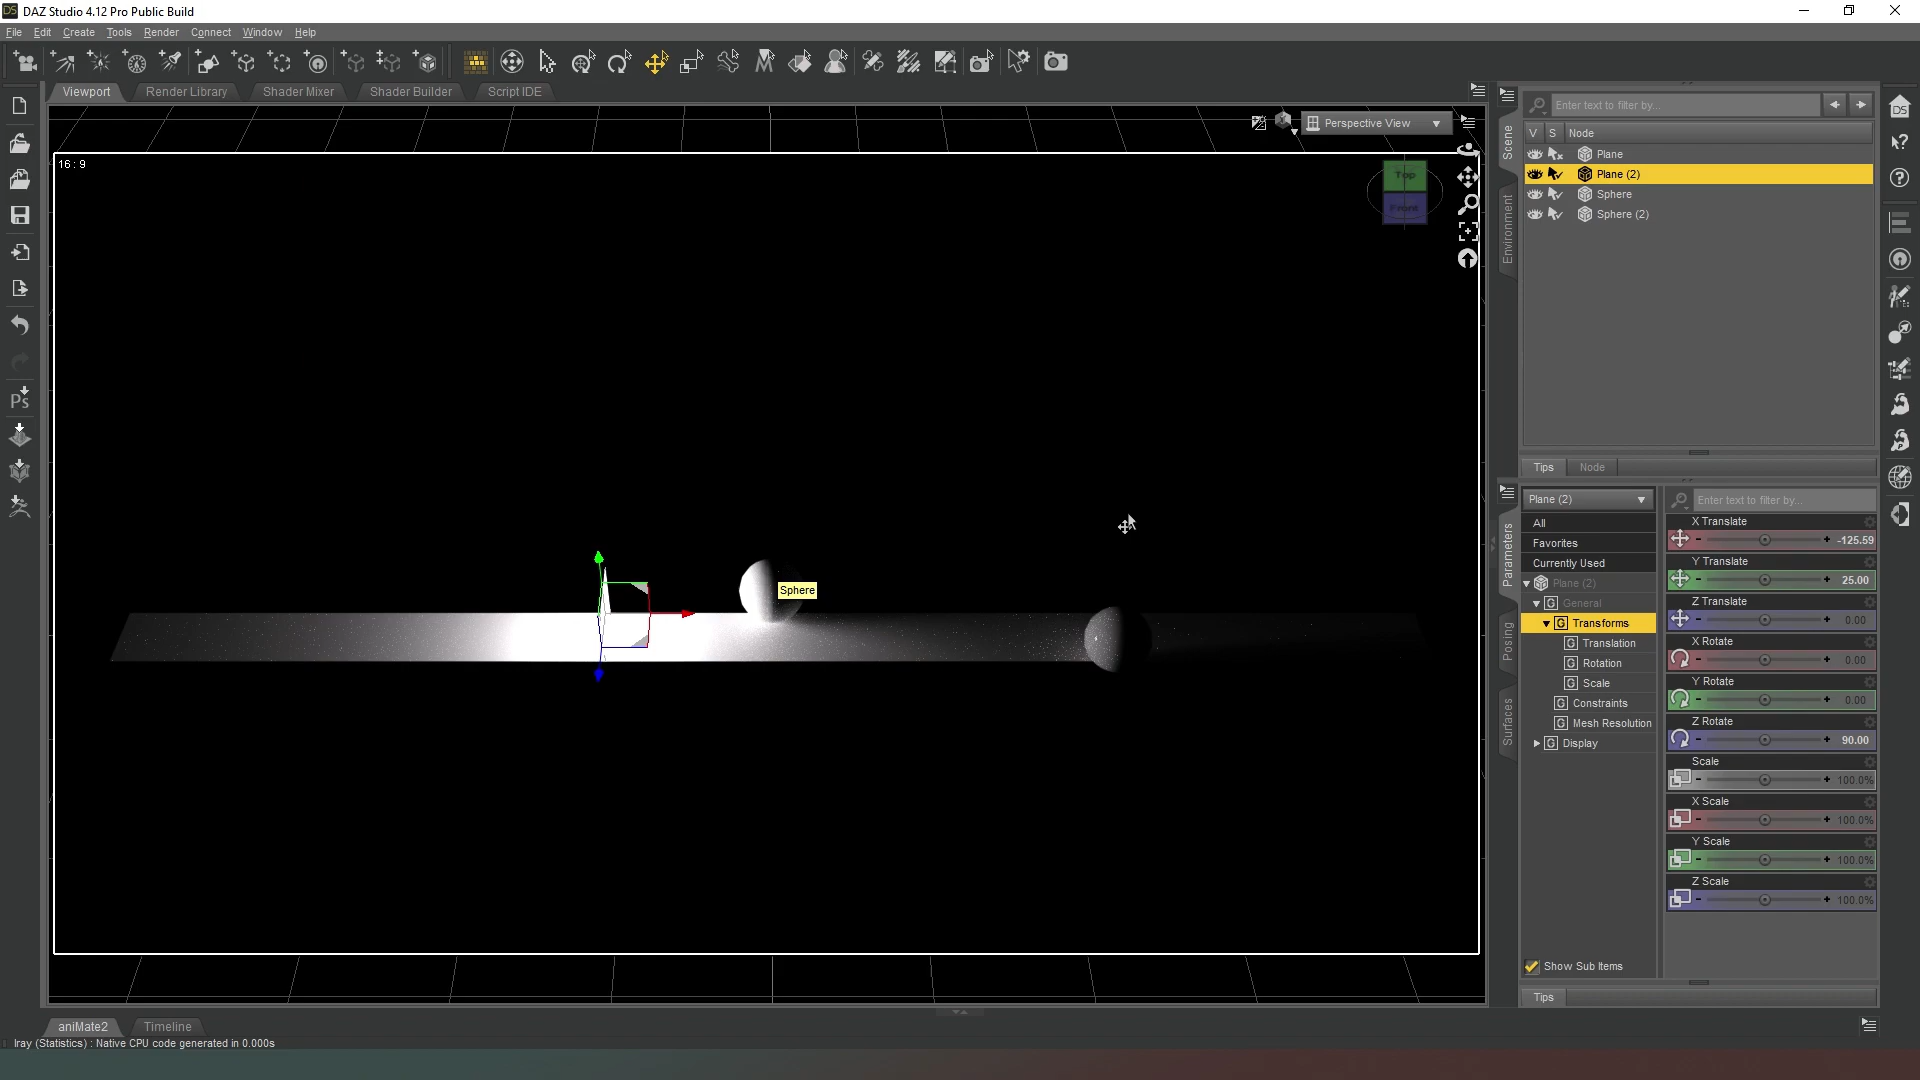 DAZ Studio 4.12 Pro Public Build
File Edit Create Tools Render Connect Window Help
Viewport Render Library Shader Mixer Shader Builder Script IDE
16 : 9
Perspective View
Top
Front
Sphere
Scene
Environment
Enter text to filter by...
V S Node
Plane
Plane (2)
Sphere
Sphere (2)
Tips Node
Parameters
Posing
Surfaces
Plane (2)
All
Favorites
Currently Used
Plane (2)
General
Transforms
Translation
Rotation
Scale
Constraints
Mesh Resolution
Display
Show Sub Items
Enter text to filter by...
X Translate
-125.59
Y Translate
25.00
Z Translate
0.00
X Rotate
0.00
Y Rotate
0.00
Z Rotate
90.00
Scale
100.0%
X Scale
100.0%
Y Scale
100.0%
Z Scale
100.0%
Tips
aniMate2 Timeline
Iray (Statistics) : Native CPU code generated in 0.000s
Ps
DS